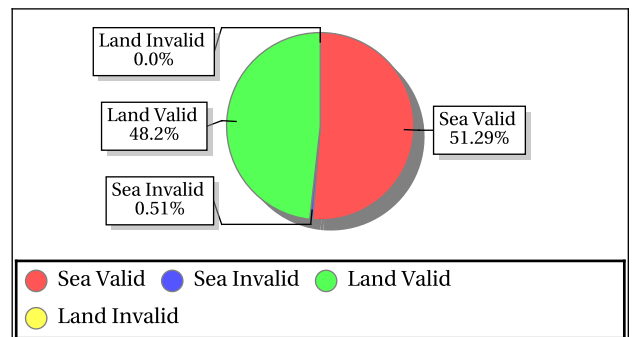 Land Invalid
0.0%
Land Valid
48.2%
Sea Invalid
0.51%
Sea Valid
51.29%
Sea Valid Sea Invalid Land Valid
Land Invalid